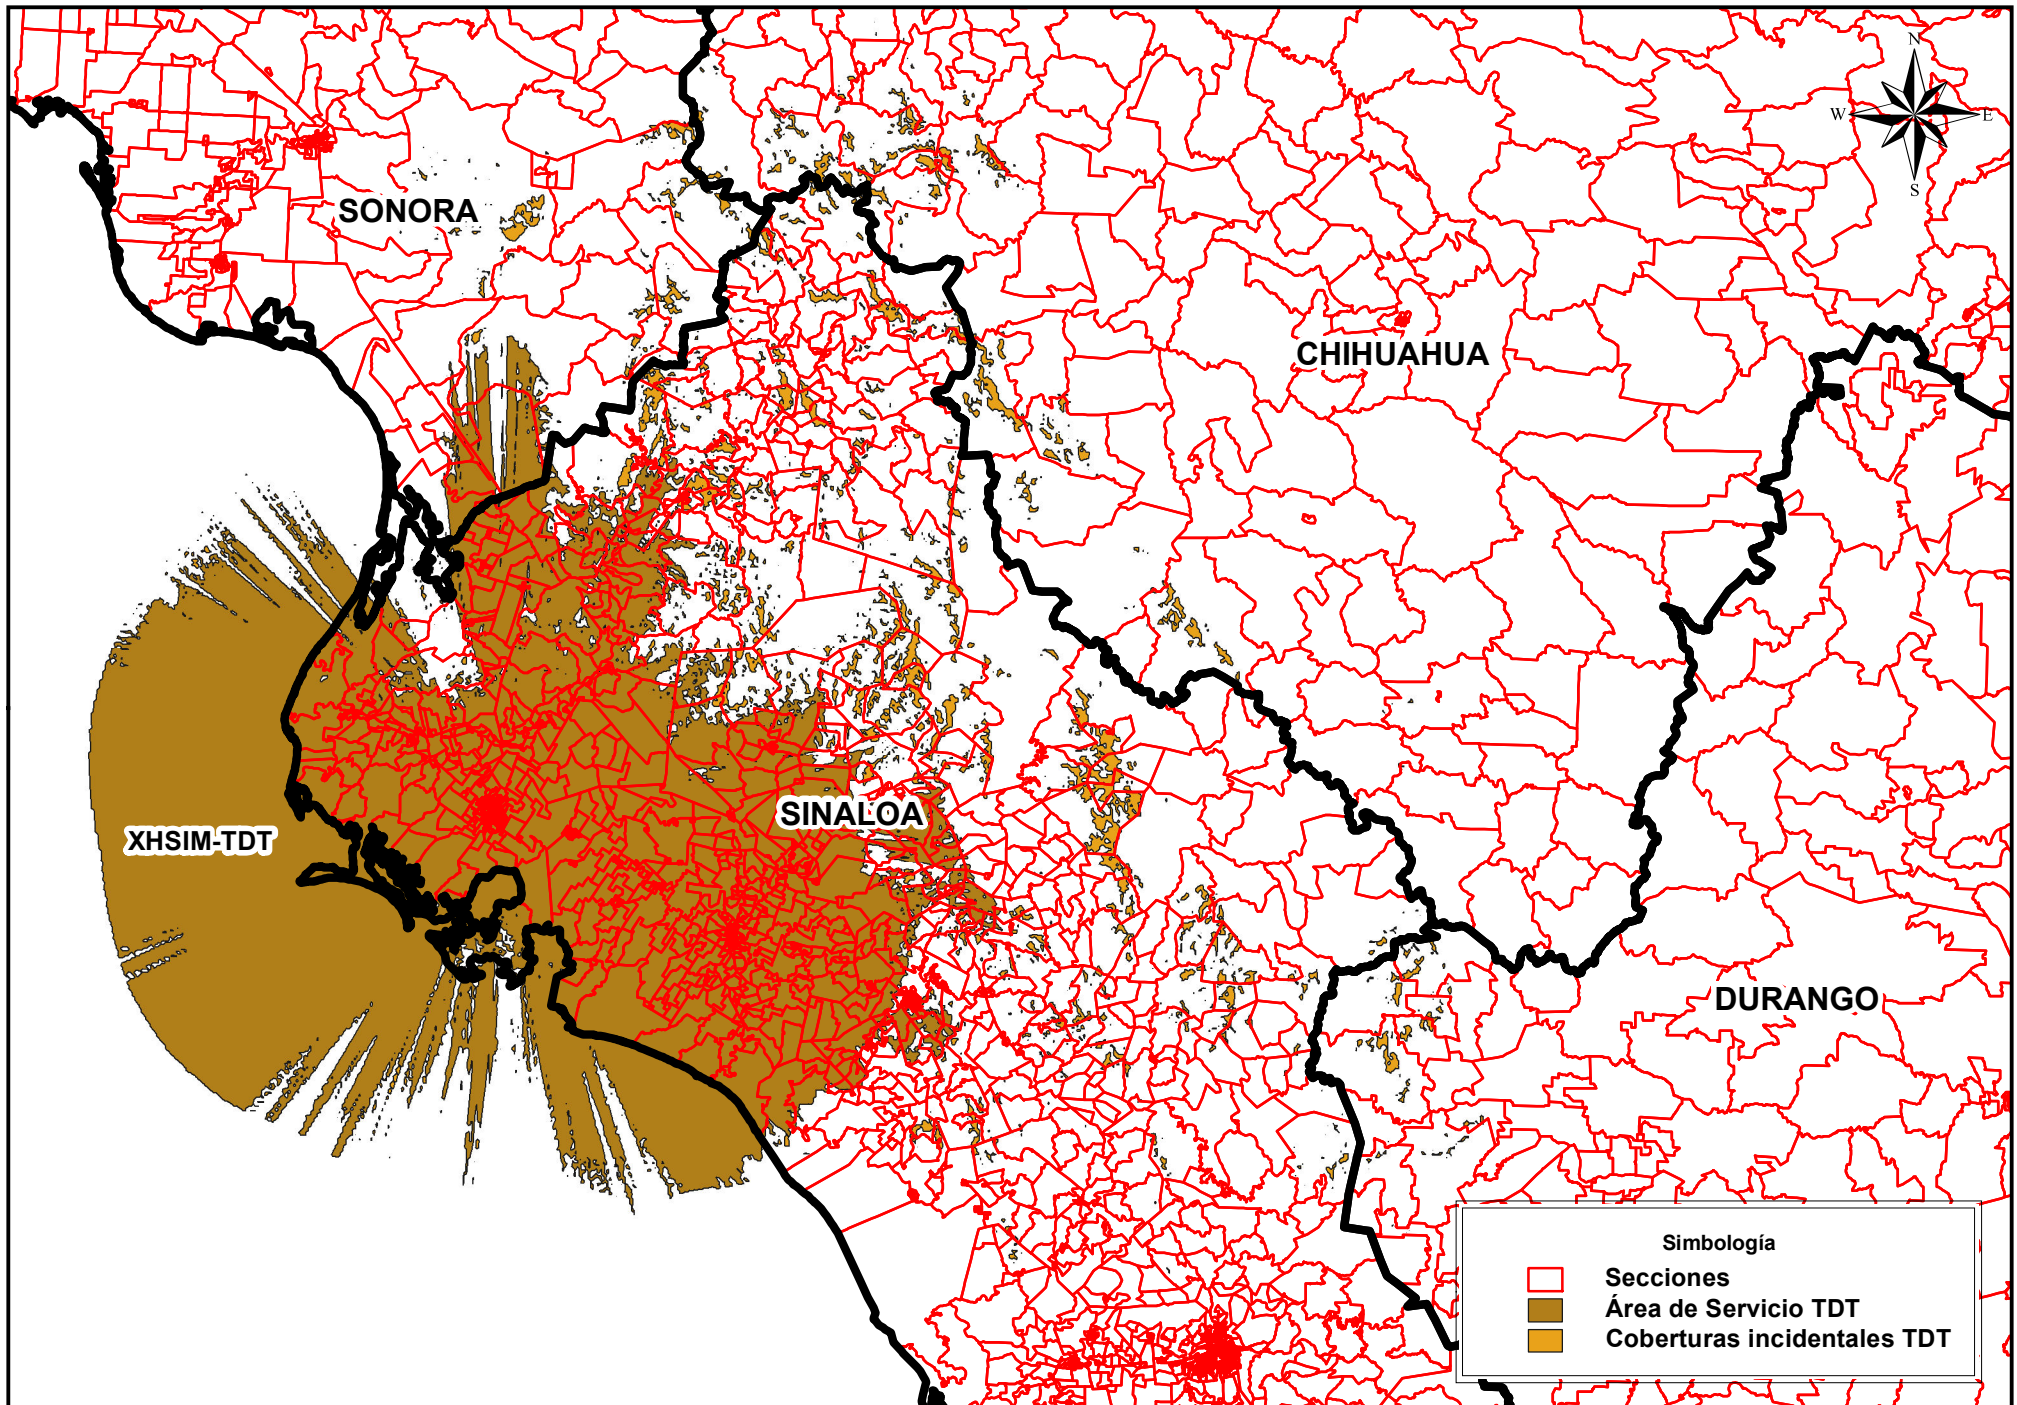 N
W
E
S
SONORA
CHIHUAHUA
SINALOA
XHSIM-TDT
DURANGO
Simbología
Secciones
Área de Servicio TDT
Coberturas incidentales TDT